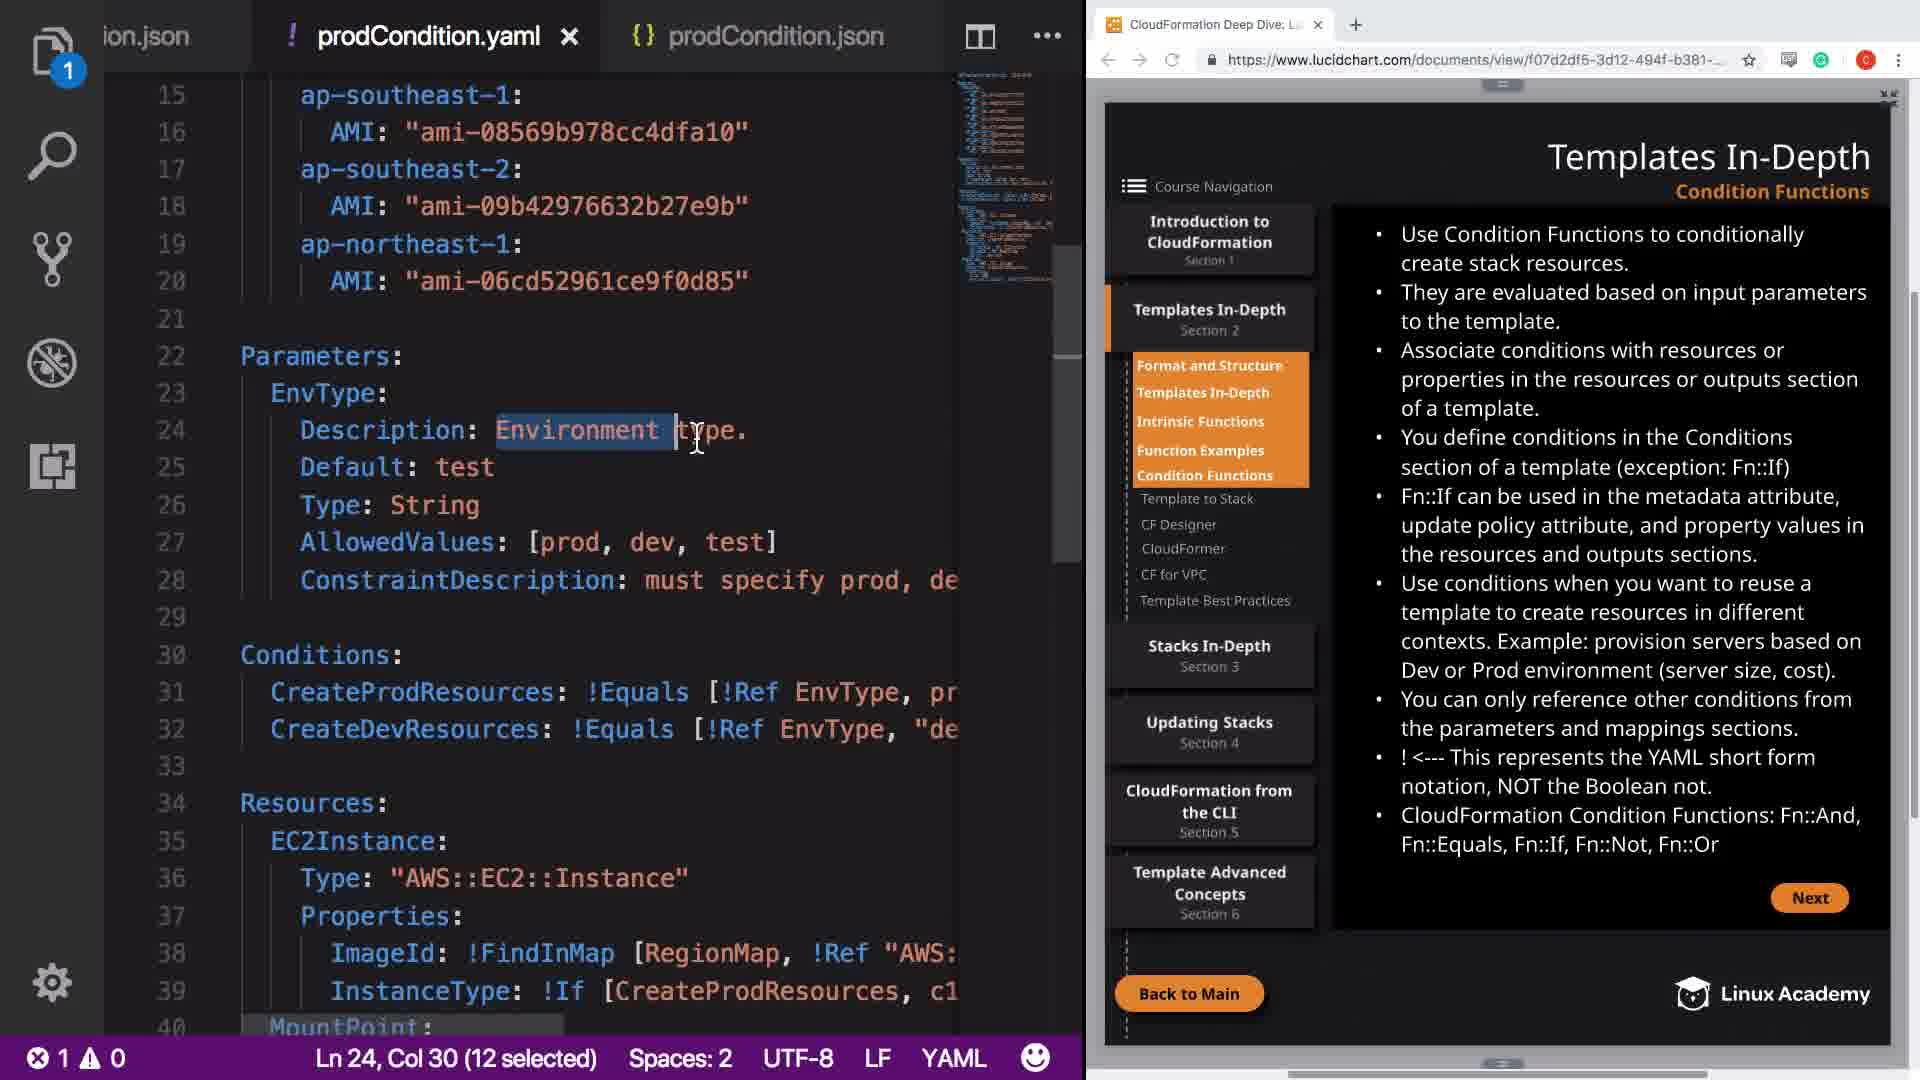 ion.json
! prodCondition.yaml ×
{} prodCondition.json
•••
1
15 ap-southeast-1:
16 AMI: "ami-08569b978cc4dfa10"
17 ap-southeast-2:
18 AMI: "ami-09b42976632b27e9b"
19 ap-northeast-1:
20 AMI: "ami-06cd52961ce9f0d85"
21
22 Parameters:
23 EnvType:
24 Description: Environment type.
25 Default: test
26 Type: String
27 AllowedValues: [prod, dev, test]
28 ConstraintDescription: must specify prod, de
29
30 Conditions:
31 CreateProdResources: !Equals [!Ref EnvType, pr
32 CreateDevResources: !Equals [!Ref EnvType, "de
33
34 Resources:
35 EC2Instance:
36 Type: "AWS::EC2::Instance"
37 Properties:
38 ImageId: !FindInMap [RegionMap, !Ref "AWS:
39 InstanceType: !If [CreateProdResources, c1
40 MountPoint:
1 0 Ln 24, Col 30 (12 selected) Spaces: 2 UTF-8 LF YAML
CloudFormation Deep Dive: La
https://www.lucidchart.com/documents/view/f07d2df5-3d12-494f-b381-...
C
Templates In-Depth
Condition Functions
Course Navigation
Introduction to
CloudFormation
Section 1
Templates In-Depth
Section 2
Format and Structure
Templates In-Depth
Intrinsic Functions
Function Examples
Condition Functions
Template to Stack
CF Designer
CloudFormer
CF for VPC
Template Best Practices
Stacks In-Depth
Section 3
Updating Stacks
Section 4
CloudFormation from
the CLI
Section 5
Template Advanced
Concepts
Section 6
Back to Main
• Use Condition Functions to conditionally
create stack resources.
• They are evaluated based on input parameters
to the template.
• Associate conditions with resources or
properties in the resources or outputs section
of a template.
• You define conditions in the Conditions
section of a template (exception: Fn::If)
• Fn::If can be used in the metadata attribute,
update policy attribute, and property values in
the resources and outputs sections.
• Use conditions when you want to reuse a
template to create resources in different
contexts. Example: provision servers based on
Dev or Prod environment (server size, cost).
• You can only reference other conditions from
the parameters and mappings sections.
• ! <--- This represents the YAML short form
notation, NOT the Boolean not.
• CloudFormation Condition Functions: Fn::And,
Fn::Equals, Fn::If, Fn::Not, Fn::Or
Next
Linux Academy